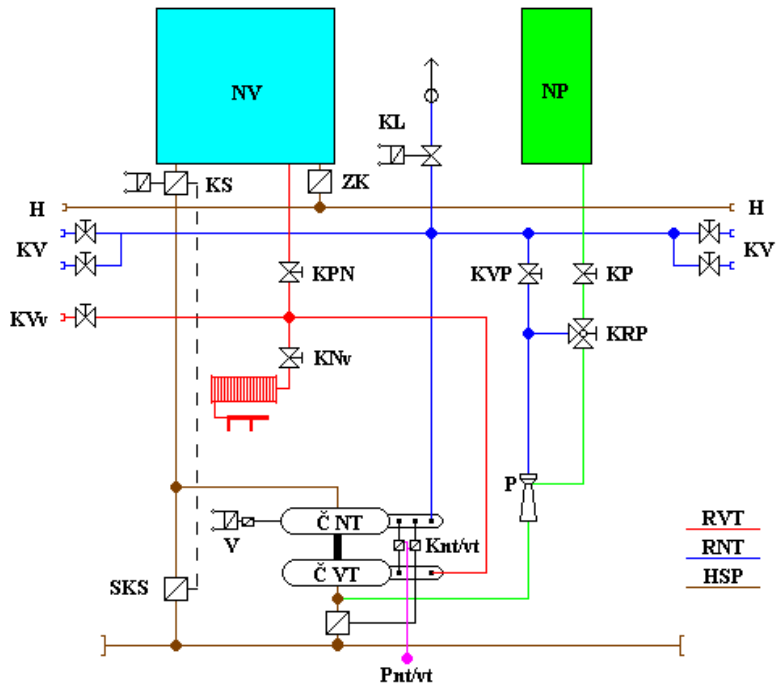 NV
NP
KL
KS
ZK
H
H
KV
KV
KPN
KVP
KP
KVv
KRP
KNv
P
Č NT
RVT
V
Knt/vt
RNT
Č VT
HSP
SKS
Pnt/vt